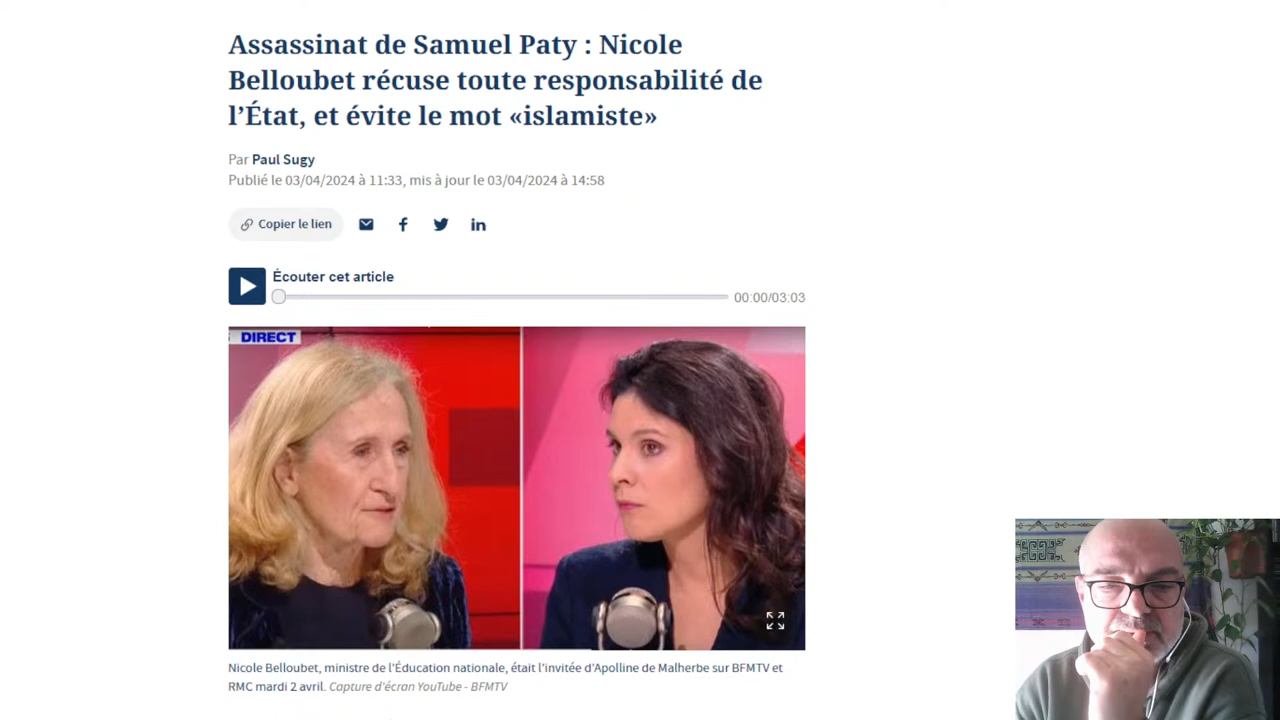 Assassinat de Samuel Paty : Nicole
Belloubet récuse toute responsabilité de
l'État, et évite le mot «islamiste»
Par Paul Sugy
Publié le 03/04/2024 à 11:33, mis à jour le 03/04/2024 à 14:58
Copier le lien
Écouter cet article
00:00/03:03
DIRECT
Nicole Belloubet, ministre de l'Éducation nationale, était l'invitée d'Apolline de Malherbe sur BFMTV et
RMC mardi 2 avril. Capture d'écran YouTube - BFMTV